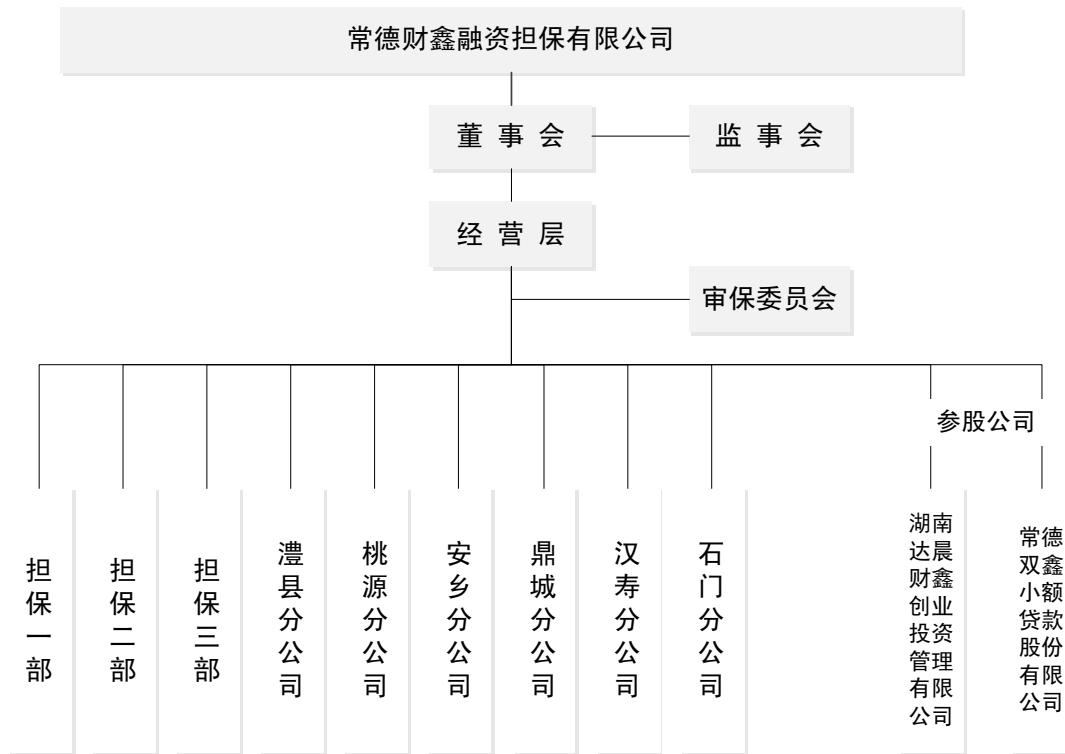 常德财鑫融资担保有限公司
董事会
监事会
经营层
审保委员会
参股公司
担保一部
担保二部
担保三部
澧县分公司
桃源分公司
安乡分公司
鼎城分公司
汉寿分公司
石门分公司
湖南
达晨
财鑫
创业
投资
管理
有限
公司
常德
双鑫
小额
贷款
股份
有限
公司